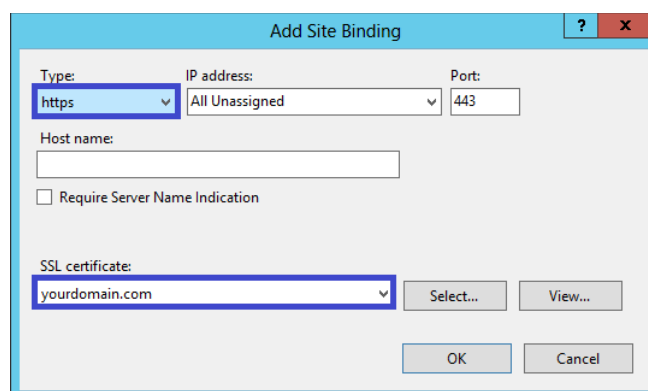 Add Site Binding
? x
Type: IP address: Port:
https All Unassigned 443
Host name:
Require Server Name Indication
SSL certificate:
yourdomain.com Select... View...
OK Cancel